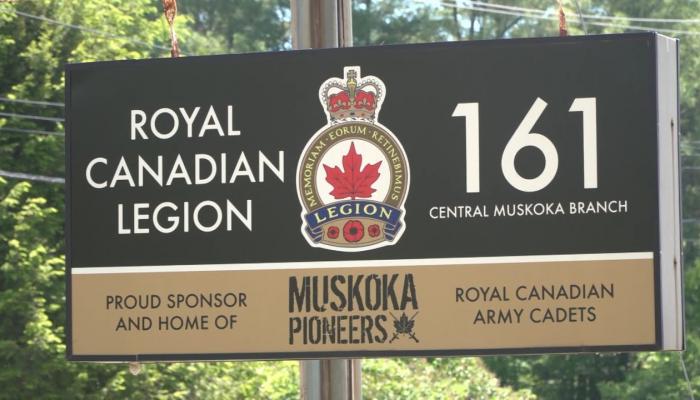 ROYAL
CANADIAN
LEGION
MEMORIAM·EORUM·RETINEBIMUS
LEGION
161
CENTRAL MUSKOKA BRANCH
PROUD SPONSOR
AND HOME OF
MUSKOKA
PIONEERS
ROYAL CANADIAN
ARMY CADETS